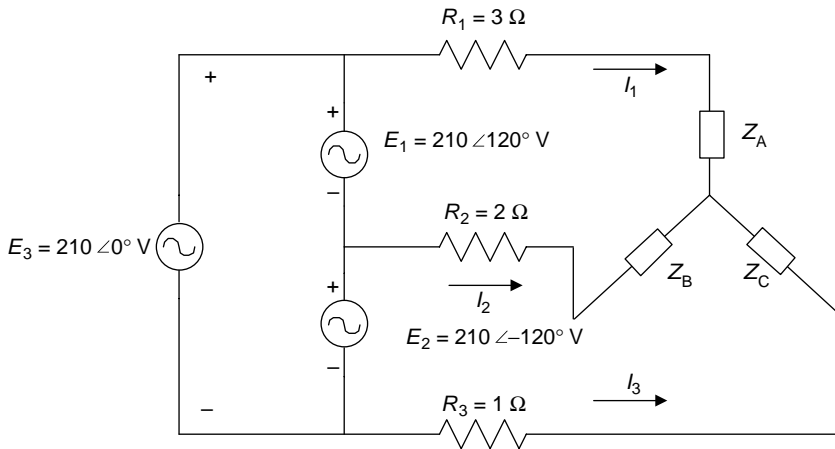 R1 = 3 Ω
+
I1
+
E1 = 210 ∠120° V
ZA
−
R2 = 2 Ω
E3 = 210 ∠0° V
ZB
ZC
+
I2
E2 = 210 ∠−120° V
−
I3
−
R3 = 1 Ω